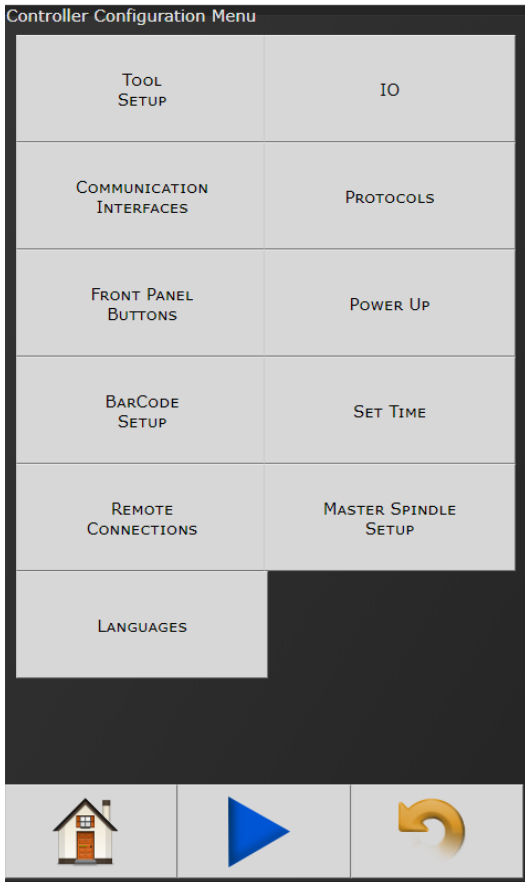 Controller Configuration Menu
Tool
Setup
IO
Communication
Interfaces
Protocols
Front Panel
Buttons
Power Up
BarCode
Setup
Set Time
Remote
Connections
Master Spindle
Setup
Languages